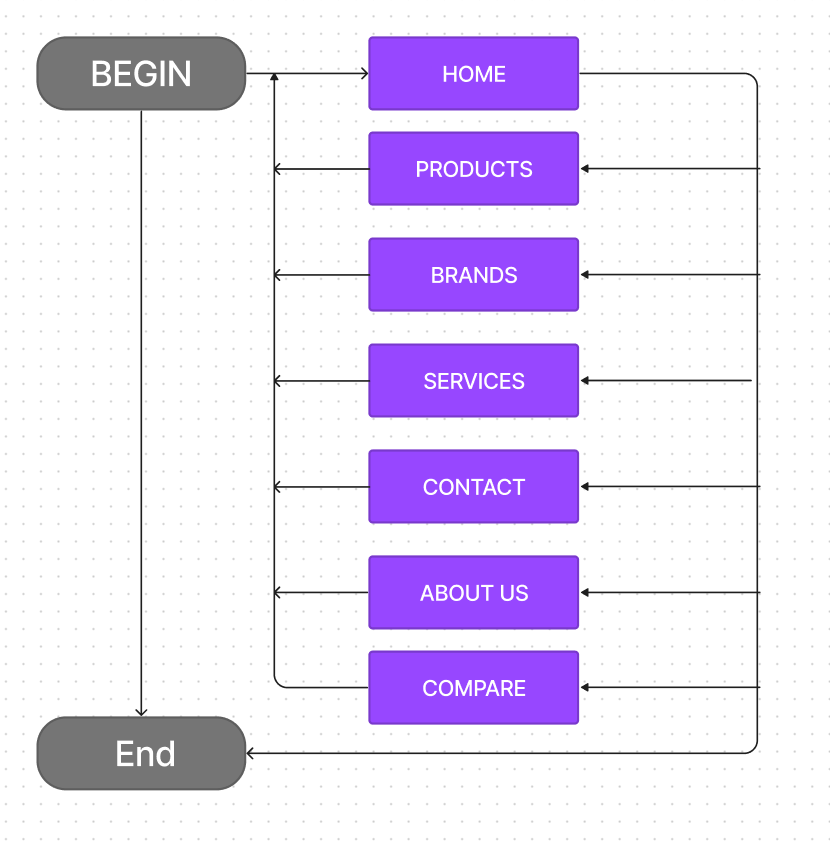 BEGIN
HOME
PRODUCTS
BRANDS
SERVICES
CONTACT
ABOUT US
COMPARE
End